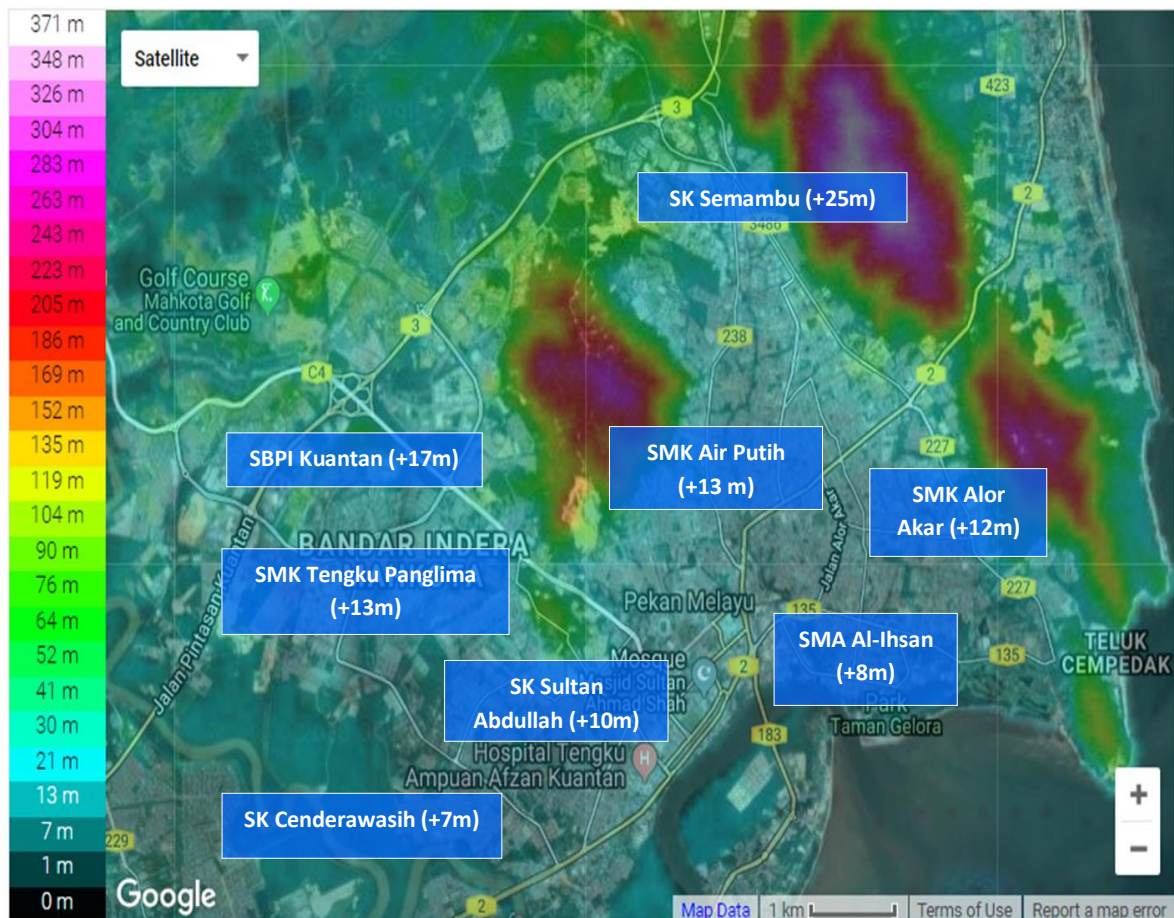 371 m
348 m
326 m
304 m
283 m
263 m
243 m
223 m
205 m
186 m
169 m
152 m
135 m
119 m
104 m
90 m
76 m
64 m
52 m
41 m
30 m
21 m
13 m
7 m
1 m
0 m
Satellite
3
423
SK Semambu (+25m)
2
3486
Golf Course
Mahkota Golf
and Country Club
3
238
C4
2
SBPI Kuantan (+17m)
SMK Air Putih
(+13 m)
227
SMK Alor
Akar (+12m)
Jalan Alor Akar
Jalan Pintasan Kuantan
BANDAR INDERA
SMK Tengku Panglima
(+13m)
227
Pekan Melayu
135
SMA Al-Ihsan
(+8m)
135
TELUK
CEMPEDAK
Mosque
Masjid Sultan
Ahmad Shah
2
SK Sultan
Abdullah (+10m)
Park
Taman Gelora
183
Hospital Tengku
Ampuan Afzan Kuantan
H
SK Cenderawasih (+7m)
229
+
−
Google
2
Map Data
1 km
Terms of Use
Report a map error